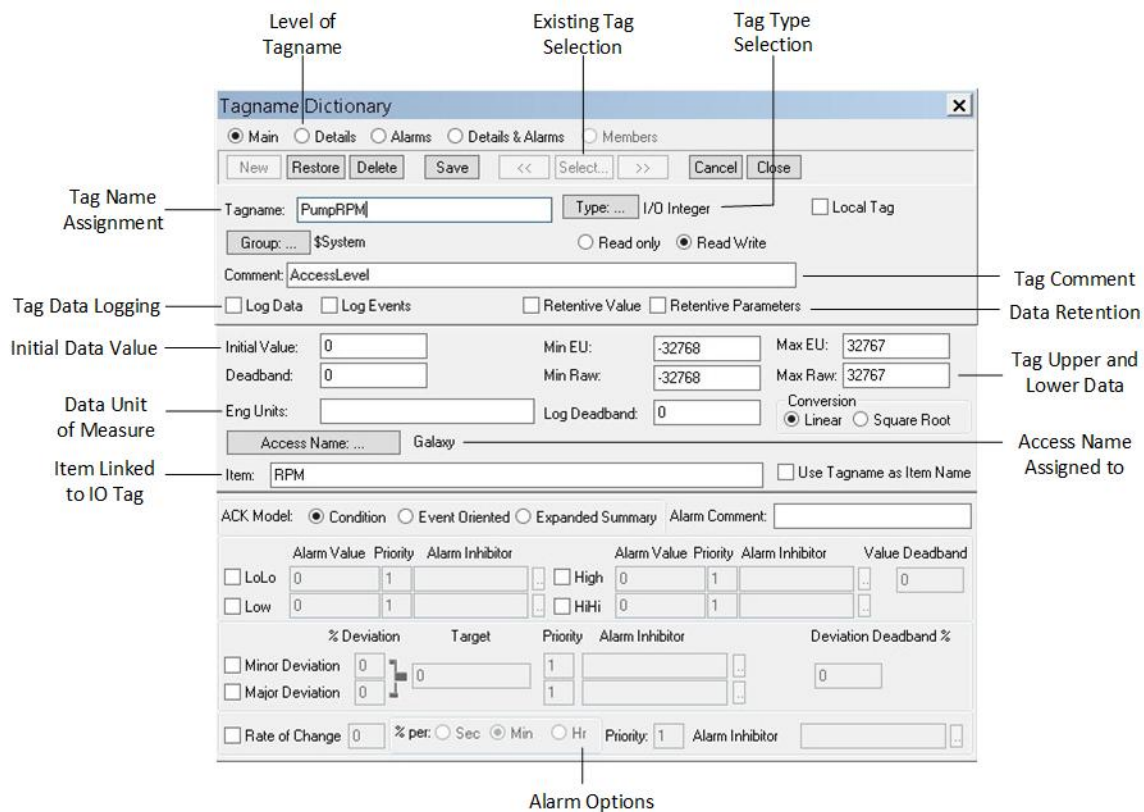 Level of
Tagname
Existing Tag
Selection
Tag Type
Selection
Tagname Dictionary
Main Details Alarms Details & Alarms Members
New Restore Delete Save << Select... >> Cancel Close
Tag Name
Assignment
Tagname: PumpRPM Type: ... I/O Integer Local Tag
Group: ... $System Read only Read Write
Comment: AccessLevel
Tag Comment
Tag Data Logging
Log Data Log Events Retentive Value Retentive Parameters
Data Retention
Initial Data Value
Initial Value: 0 Min EU: -32768 Max EU: 32767
Deadband: 0 Min Raw: -32768 Max Raw: 32767
Tag Upper and
Lower Data
Data Unit
of Measure
Eng Units: Log Deadband: 0 Conversion
Linear Square Root
Access Name: ... Galaxy
Access Name
Assigned to
Item Linked
to IO Tag
Item: RPM Use Tagname as Item Name
ACK Model: Condition Event Oriented Expanded Summary Alarm Comment:
Alarm Value Priority Alarm Inhibitor Alarm Value Priority Alarm Inhibitor Value Deadband
LoLo 0 1 .. High 0 1 .. 0
Low 0 1 .. HiHi 0 1 ..
% Deviation Target Priority Alarm Inhibitor Deviation Deadband %
Minor Deviation 0 0 1 .. 0
Major Deviation 0 1 ..
Rate of Change 0 % per: Sec Min Hr Priority: 1 Alarm Inhibitor ..
Alarm Options